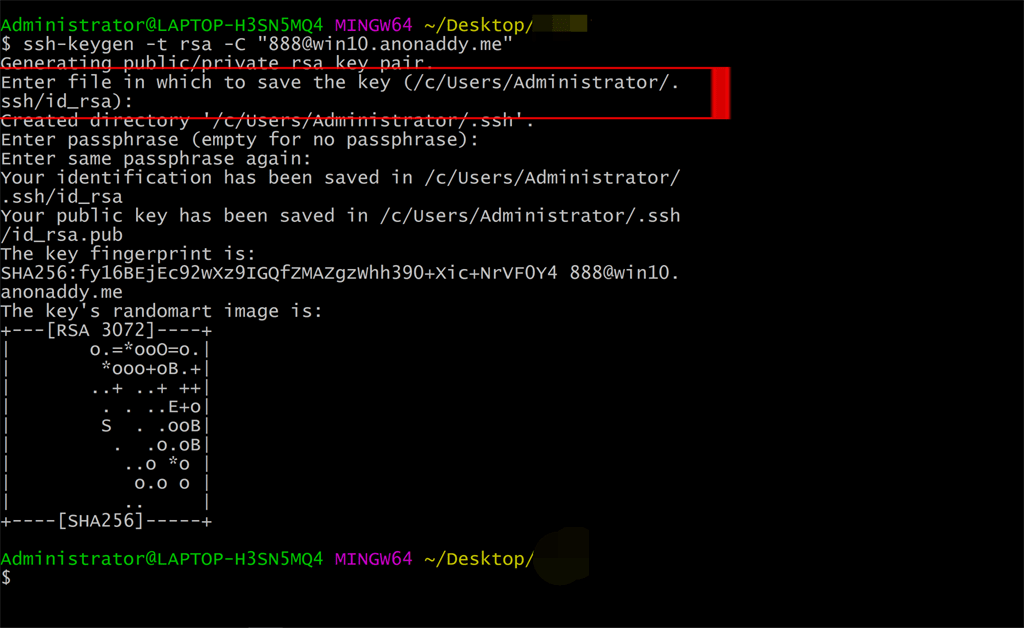 Administrator@LAPTOP-H3SN5MQ4 MINGW64 ~/Desktop/
$ ssh-keygen -t rsa -C "888@win10.anonaddy.me"
Generating public/private rsa key pair.
Enter file in which to save the key (/c/Users/Administrator/.
ssh/id_rsa):
Created directory '/c/Users/Administrator/.ssh'.
Enter passphrase (empty for no passphrase):
Enter same passphrase again:
Your identification has been saved in /c/Users/Administrator/
.ssh/id_rsa
Your public key has been saved in /c/Users/Administrator/.ssh
/id_rsa.pub
The key fingerprint is:
SHA256:fy16BEjEc92wXz9IGQfZMAZgzWhh39O+Xic+NrVFOY4 888@win10.
anonaddy.me
The key's randomart image is:
+---[RSA 3072]----+
|       o.=*ooO=o.|
|        *ooo+oB.+|
|       ..+ ..+ ++|
|        . . ..E+o|
|        S  . .ooB|
|         .  .o.oB|
|          ..o *o |
|           o.o o |
|          ..     |
+----[SHA256]-----+
Administrator@LAPTOP-H3SN5MQ4 MINGW64 ~/Desktop/
$